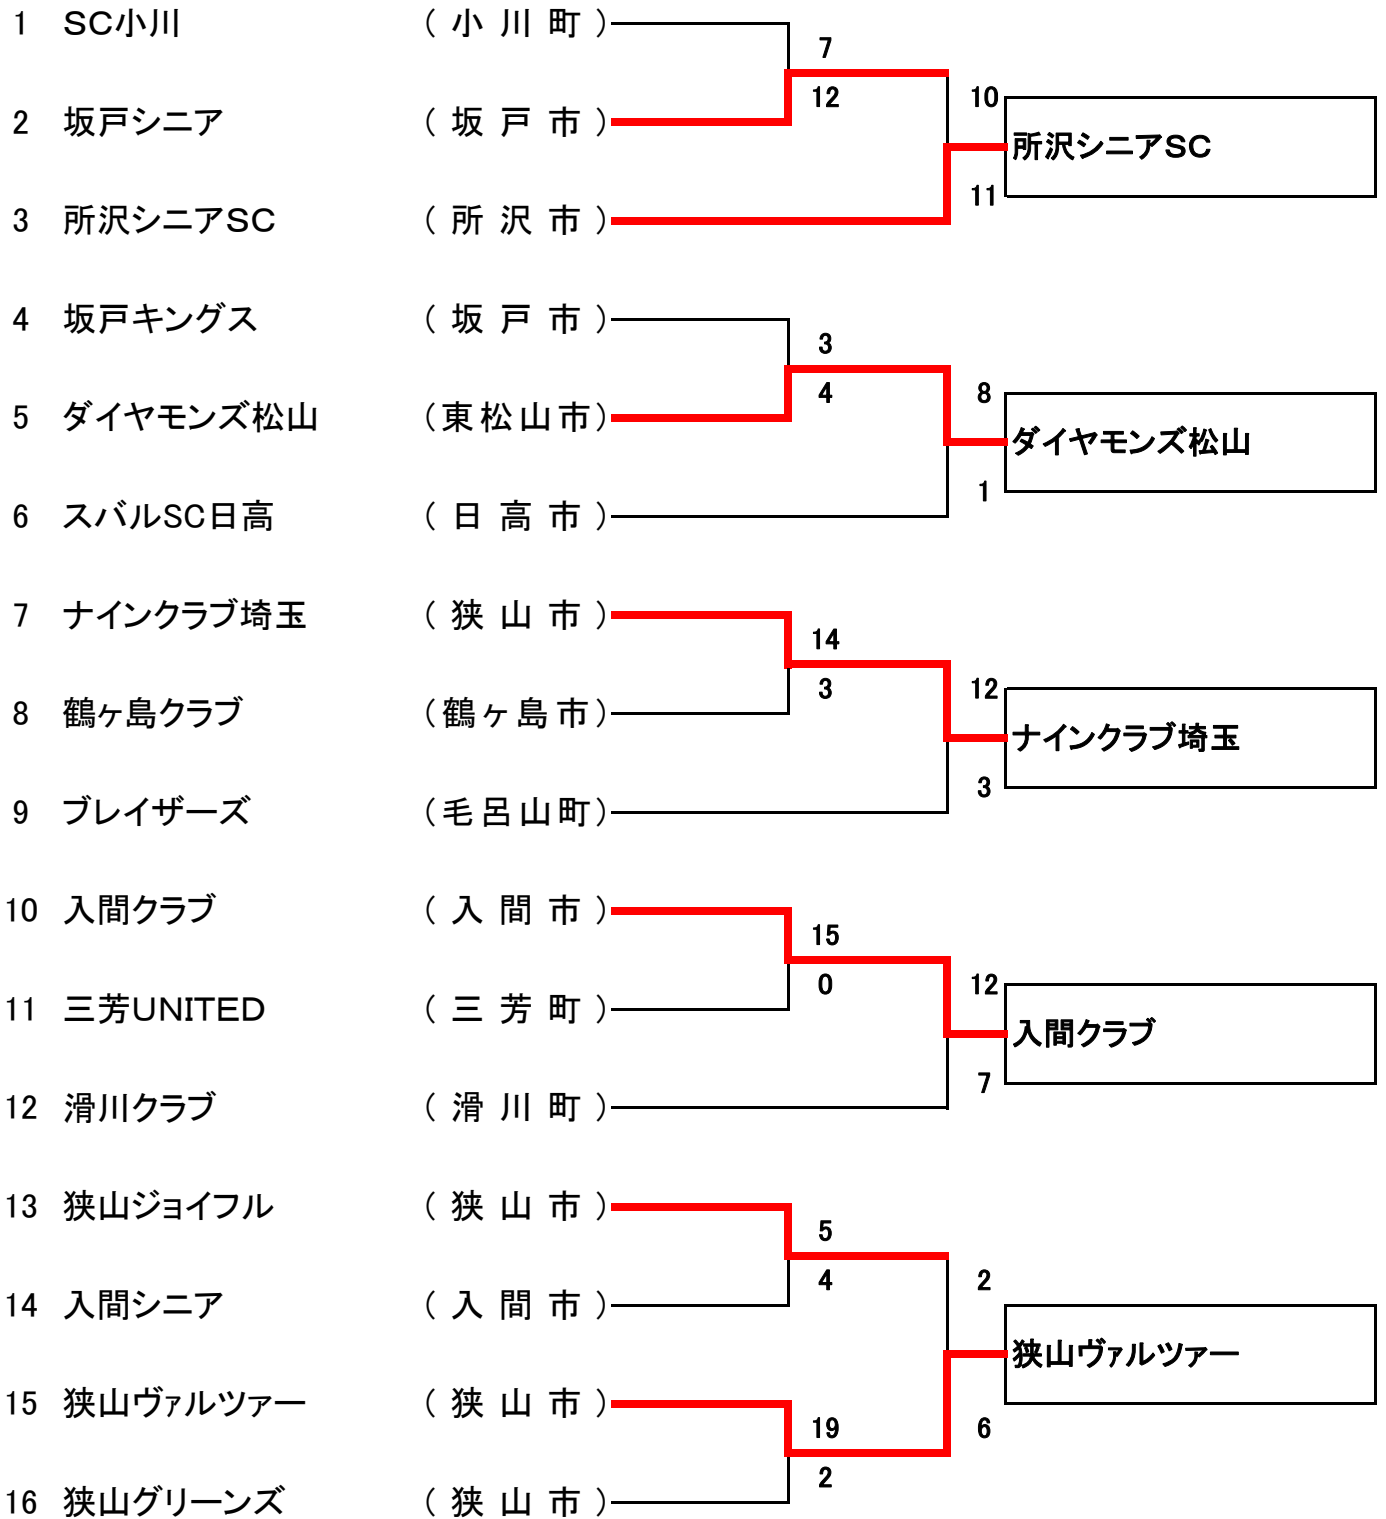 1 SC小川 ( 小 川 町 )
7
12
2 坂戸シニア ( 坂 戸 市 )
10
所沢シニアSC
11
3 所沢シニアSC ( 所 沢 市 )
4 坂戸キングス ( 坂 戸 市 )
3
4
5 ダイヤモンズ松山 (東松山市)
8
ダイヤモンズ松山
1
6 スバルSC日高 ( 日 高 市 )
7 ナインクラブ埼玉 ( 狭 山 市 )
14
3
8 鶴ヶ島クラブ (鶴ヶ島市)
12
ナインクラブ埼玉
3
9 ブレイザーズ (毛呂山町)
10 入間クラブ ( 入 間 市 )
15
0
11 三芳UNITED ( 三 芳 町 )
12
入間クラブ
7
12 滑川クラブ ( 滑 川 町 )
13 狭山ジョイフル ( 狭 山 市 )
5
4
14 入間シニア ( 入 間 市 )
2
狭山ヴァルツァー
6
15 狭山ヴァルツァー ( 狭 山 市 )
19
2
16 狭山グリーンズ ( 狭 山 市 )